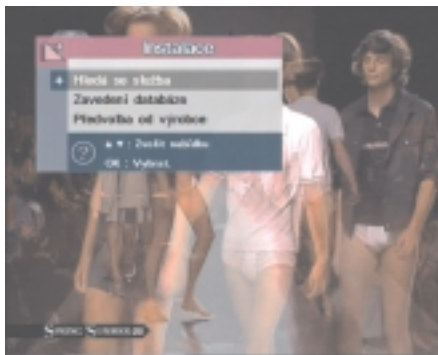 Instalace
Hledá se služba
Zavedení databáze
Předvolba od výrobce
▲ ▼ : Zvolit nabídku
OK : Vybrat.